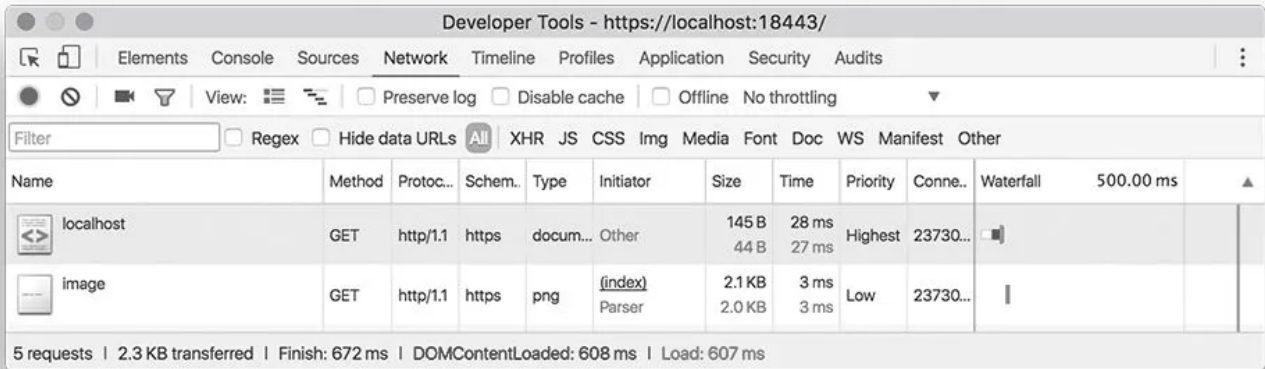 Developer Tools - https://localhost:18443/
Elements Console Sources Network Timeline Profiles Application Security Audits
View: Preserve log Disable cache Offline No throttling
Filter Regex Hide data URLs All XHR JS CSS Img Media Font Doc WS Manifest Other
Name Method Protoc... Schem.. Type Initiator Size Time Priority Conne.. Waterfall 500.00 ms
localhost GET http/1.1 https docum... Other 145 B 28 ms Highest 23730...
44 B 27 ms
image GET http/1.1 https png (index) 2.1 KB 3 ms Low 23730...
Parser 2.0 KB 3 ms
5 requests | 2.3 KB transferred | Finish: 672 ms | DOMContentLoaded: 608 ms | Load: 607 ms